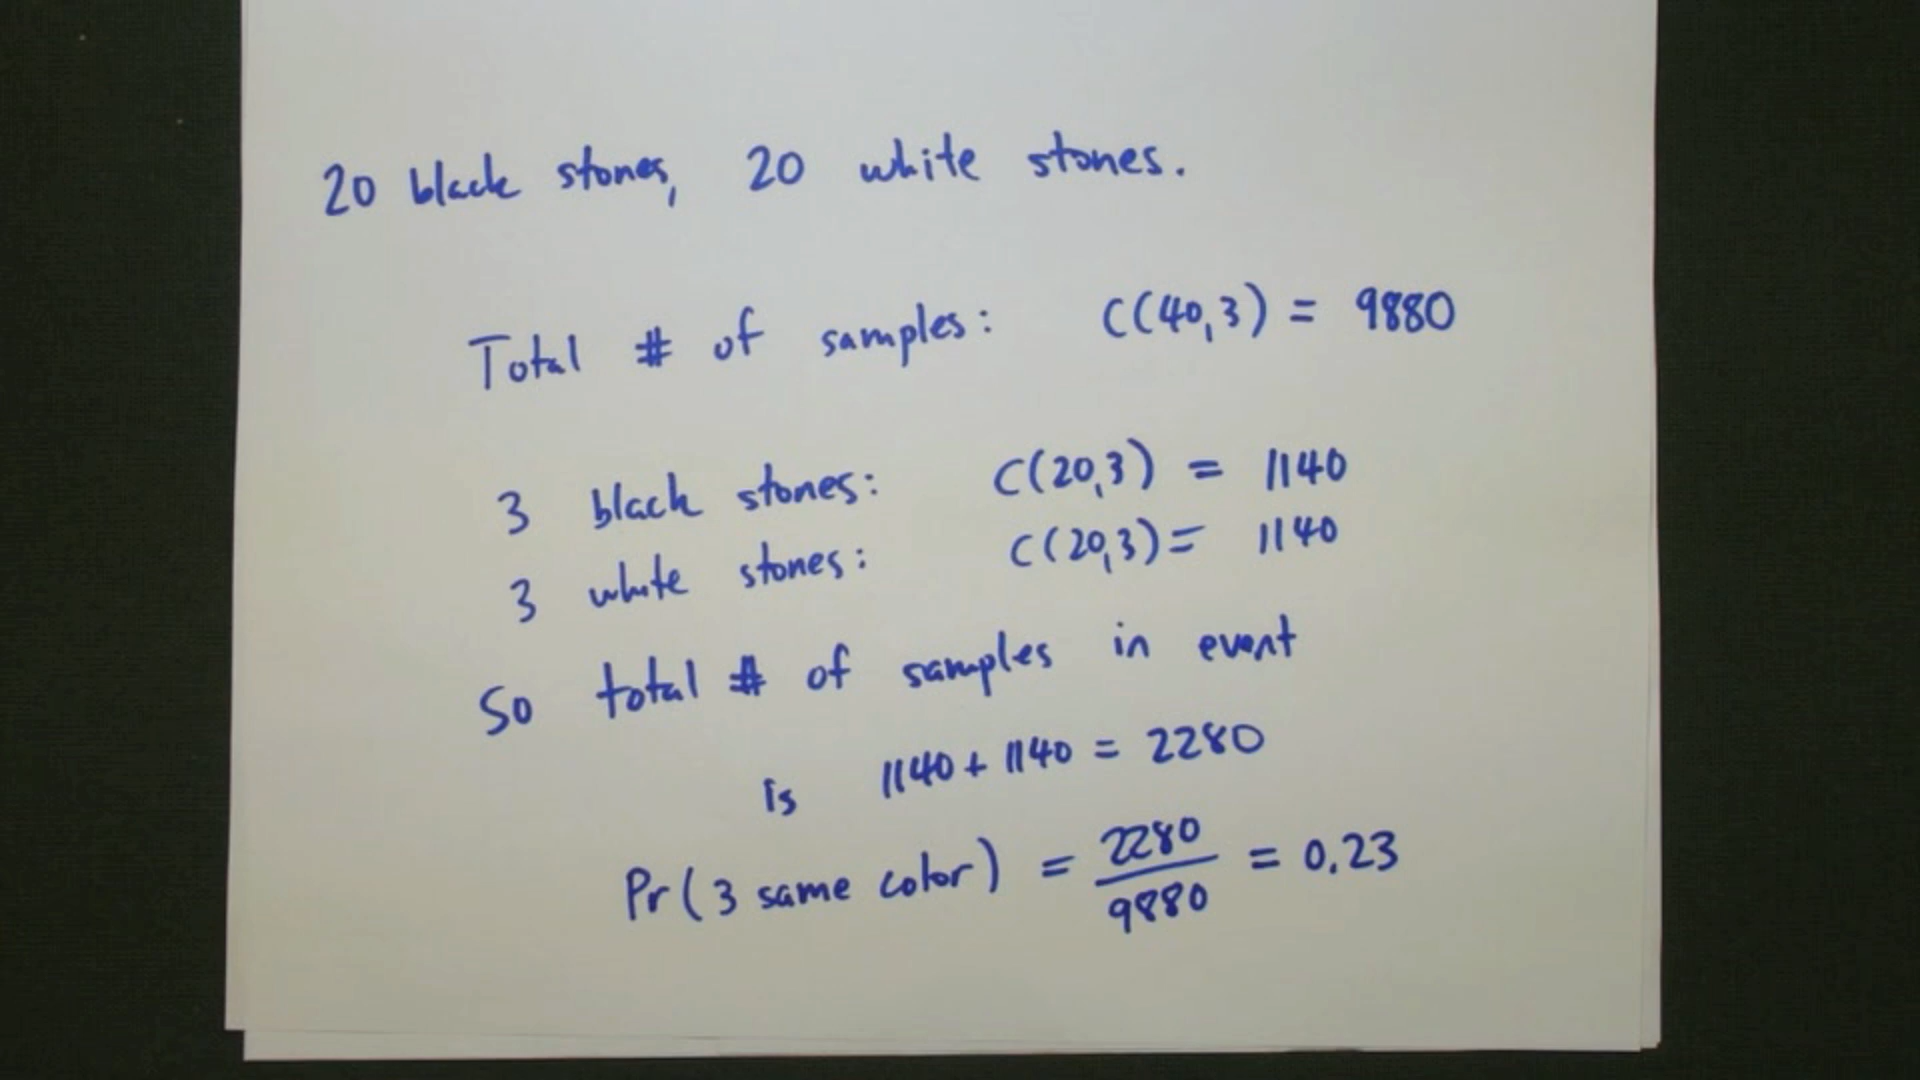 20 black stones, 20 white stones.
Total # of samples: C(40,3) = 9880
3 black stones: C(20,3) = 1140
3 white stones: C(20,3) = 1140
So total # of samples in event
is 1140 + 1140 = 2280
Pr(3 same color) = 2280/9880 = 0.23